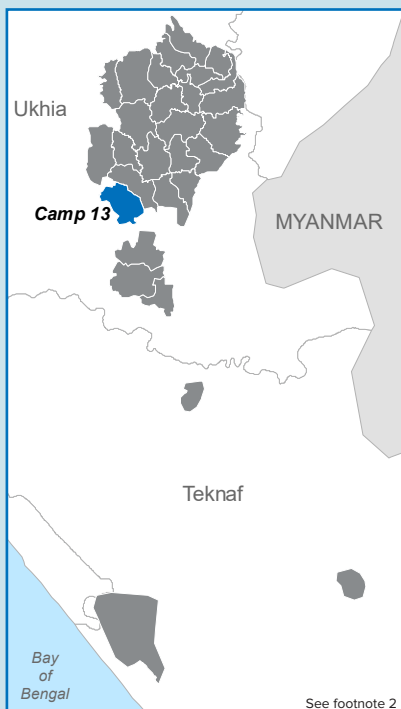 Ukhia
Camp 13
MYANMAR
Teknaf
Bay
of
Bengal
See footnote 2